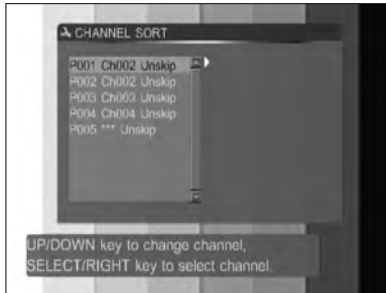 CHANNEL SORT
P001 Ch002 Unskip
P002 Ch002 Unskip
P003 Ch003 Unskip
P004 Ch004 Unskip
P005 *** Unskip
UP/DOWN key to change channel,
SELECT/RIGHT key to select channel.